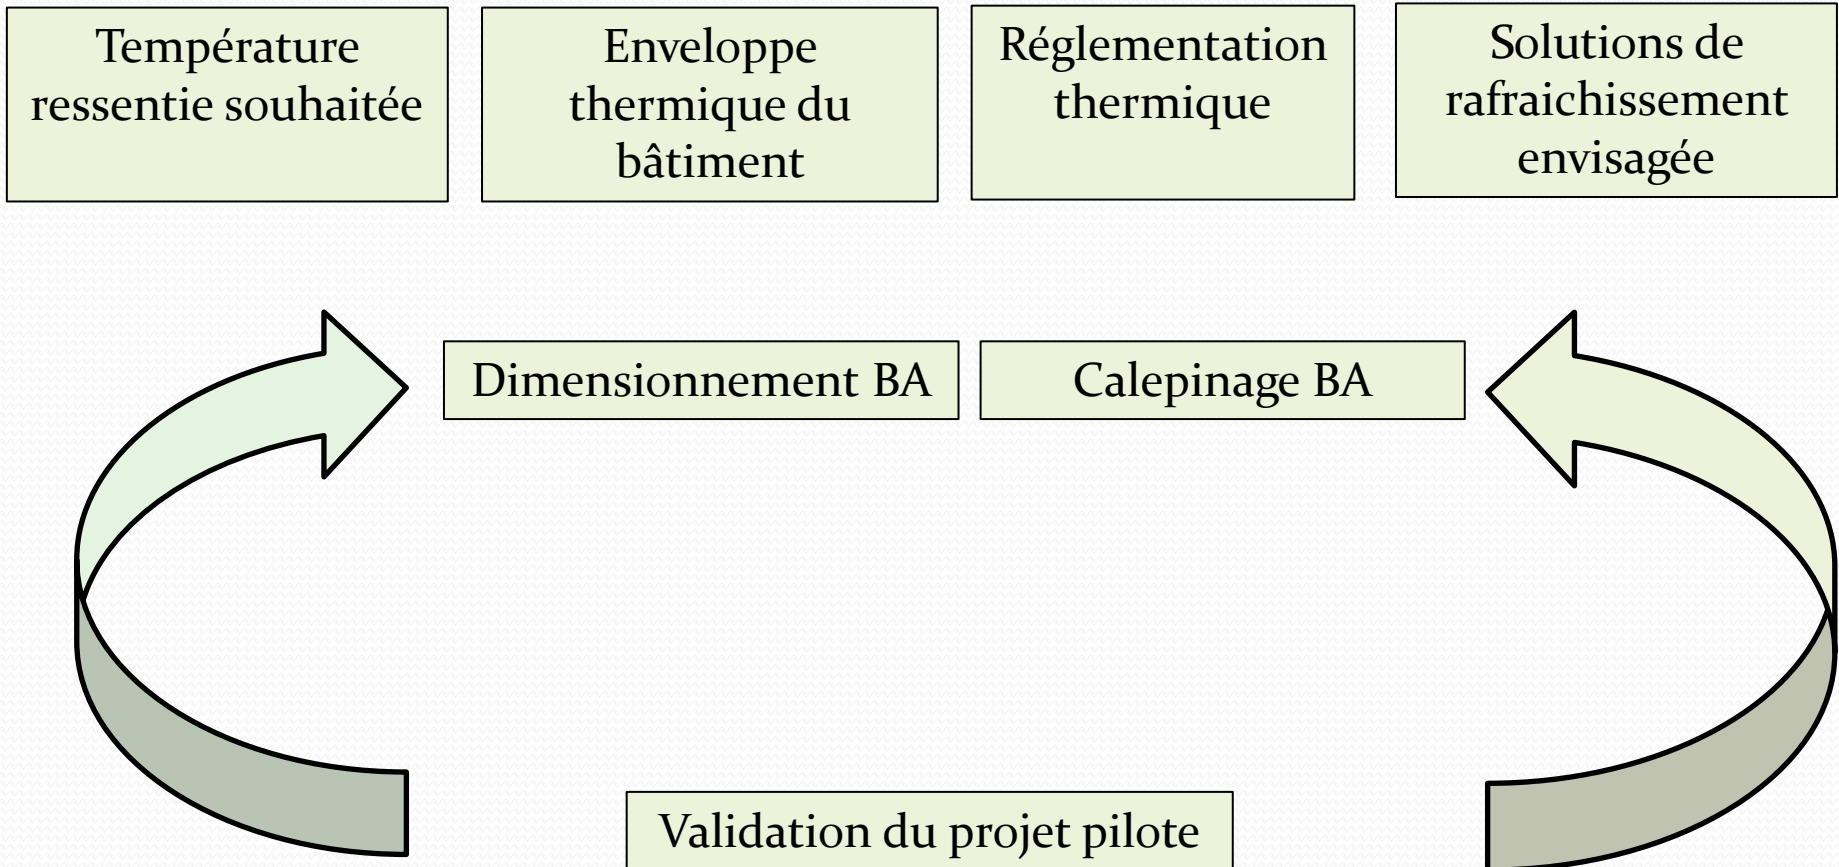 Température
ressentie souhaitée
Enveloppe
thermique du
bâtiment
Réglementation
thermique
Solutions de
rafraichissement
envisagée
Dimensionnement BA
Calepinage BA
Validation du projet pilote